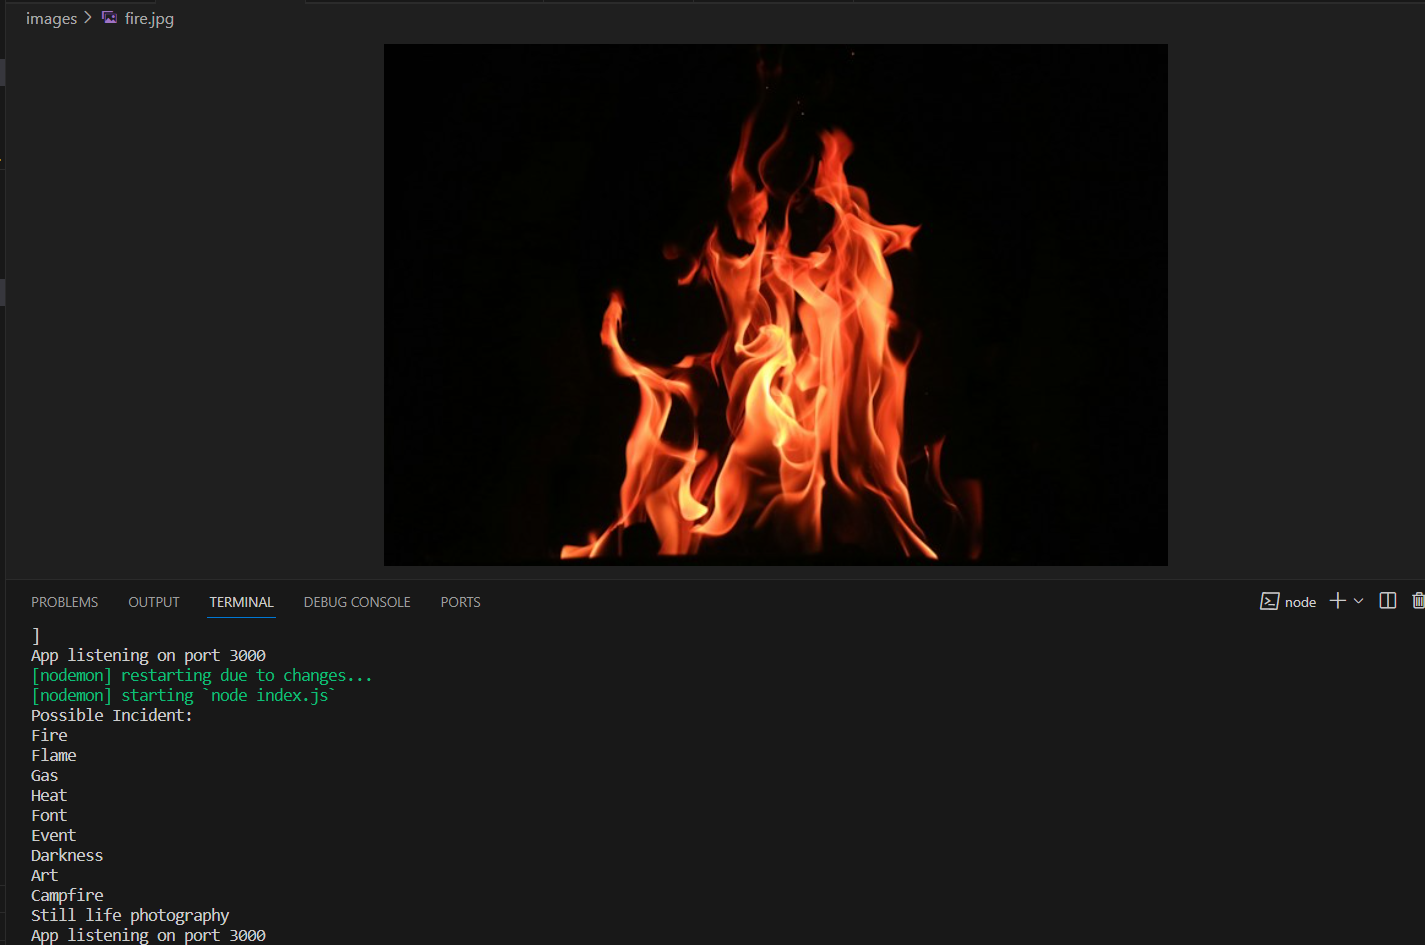 images > fire.jpg
PROBLEMS OUTPUT TERMINAL DEBUG CONSOLE PORTS node
]
App listening on port 3000
[nodemon] restarting due to changes...
[nodemon] starting `node index.js`
Possible Incident:
Fire
Flame
Gas
Heat
Font
Event
Darkness
Art
Campfire
Still life photography
App listening on port 3000